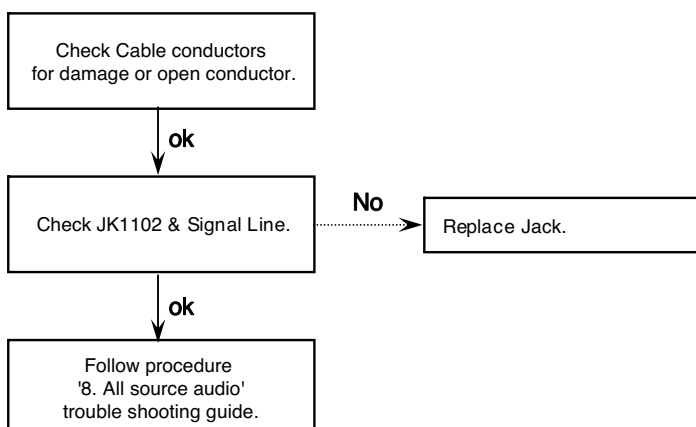 Check Cable conductors
for damage or open conductor.
ok
Check JK1102 & Signal Line.
No
Replace Jack.
ok
Follow procedure
'8. All source audio'
trouble shooting guide.